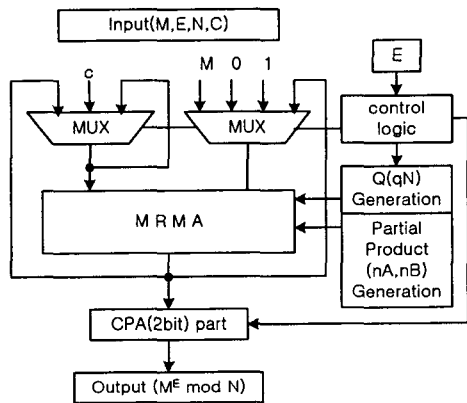 Input(M,E,N,C)
E
c
M 0 1
MUX
MUX
control
logic
Q(qN)
Generation
MRMA
Partial
Product
(nA,nB)
Generation
CPA(2bit) part
Output (Mᴱ mod N)